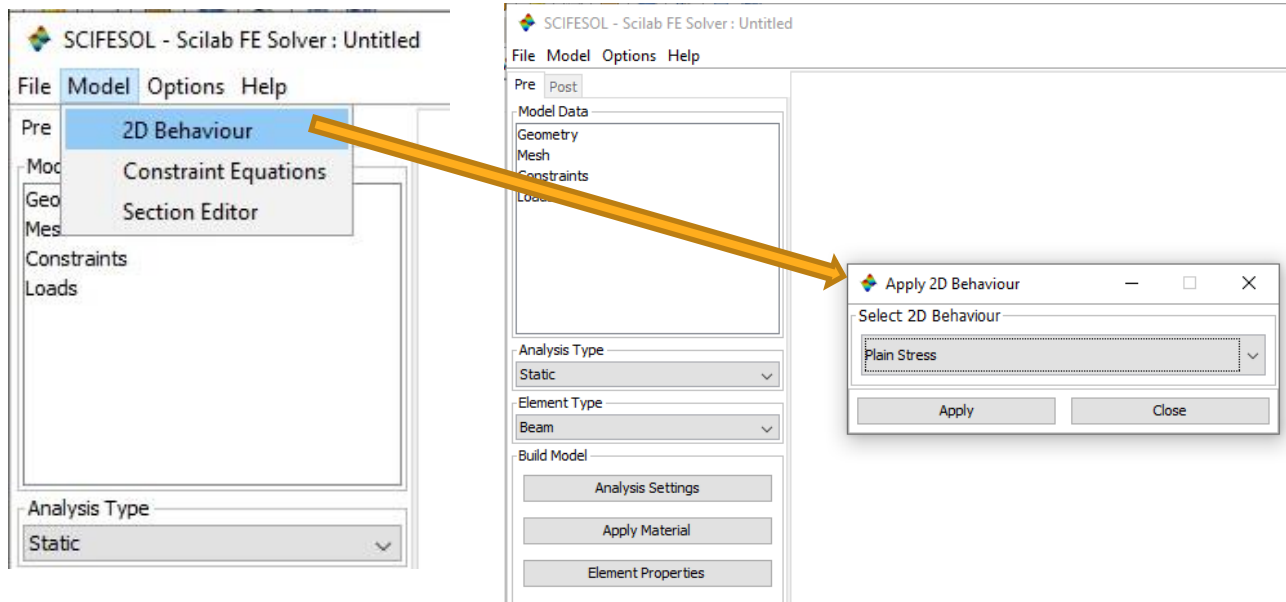 SCIFESOL - Scilab FE Solver : Untitled
File Model Options Help
2D Behaviour
Constraint Equations
Section Editor
Pre
Moc
Geo
Mes
Constraints
Loads
Analysis Type
Static
SCIFESOL - Scilab FE Solver : Untitled
File Model Options Help
Pre Post
Model Data
Geometry
Mesh
Constraints
Loads
Analysis Type
Static
Element Type
Beam
Build Model
Analysis Settings
Apply Material
Element Properties
Apply 2D Behaviour
Select 2D Behaviour
Plain Stress
Apply Close